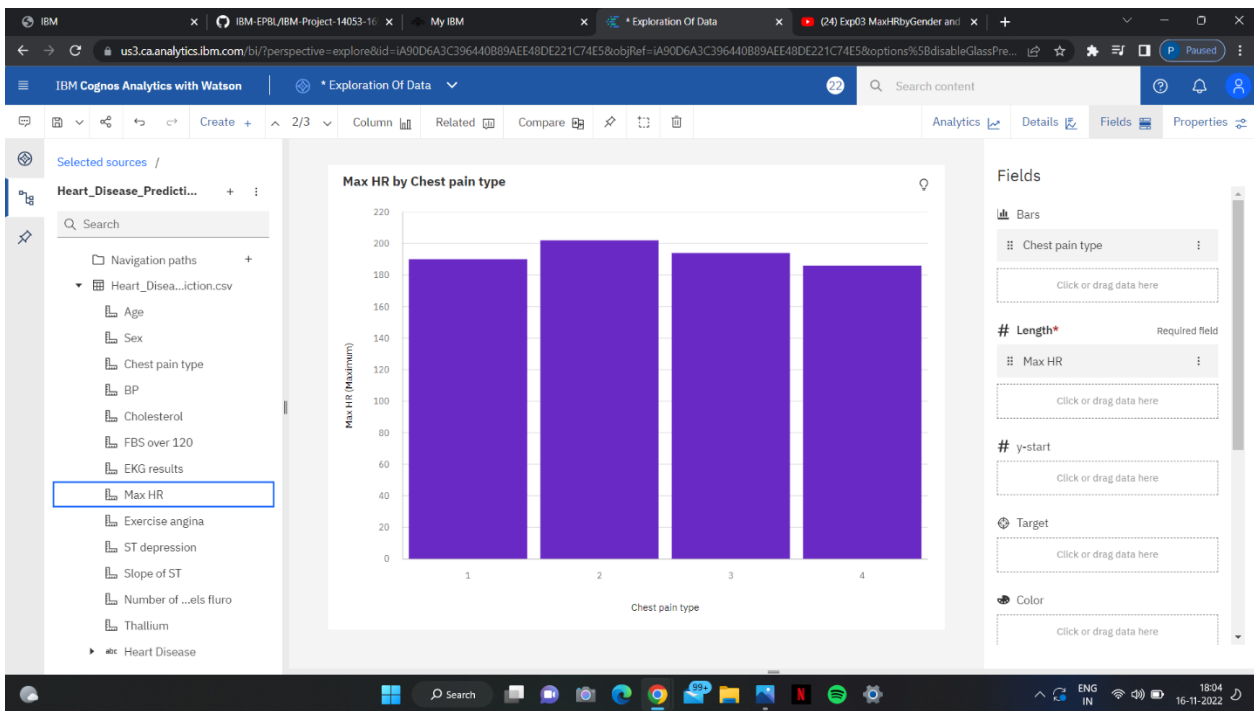 IBM
IBM-EPBL/IBM-Project-14053-16
My IBM
* Exploration Of Data
(24) Exp03 MaxHRbyGender and
us3.ca.analytics.ibm.com/bi/?perspective=explore&id=iA90D6A3C396440B89AEE48DE221C74E5&objRef=iA90D6A3C396440B89AEE48DE221C74E5&options%5BdisableGlassPre...
P Paused
IBM Cognos Analytics with Watson
* Exploration Of Data
22
Search content
Create +
2/3
Column
Related
Compare
Analytics
Details
Fields
Properties
Selected sources /
Heart_Disease_Predicti...
Search
Navigation paths
Heart_Disea...iction.csv
Age
Sex
Chest pain type
BP
Cholesterol
FBS over 120
EKG results
Max HR
Exercise angina
ST depression
Slope of ST
Number of ...els fluro
Thallium
abc Heart Disease
Max HR by Chest pain type
220
200
180
160
140
120
100
80
60
40
20
0
Max HR (Maximum)
1 2 3 4
Chest pain type
Fields
Bars
Chest pain type
Click or drag data here
# Length* Required field
Max HR
Click or drag data here
# y-start
Click or drag data here
Target
Click or drag data here
Color
Click or drag data here
Search
99+
N
ENG
IN
18:04
16-11-2022